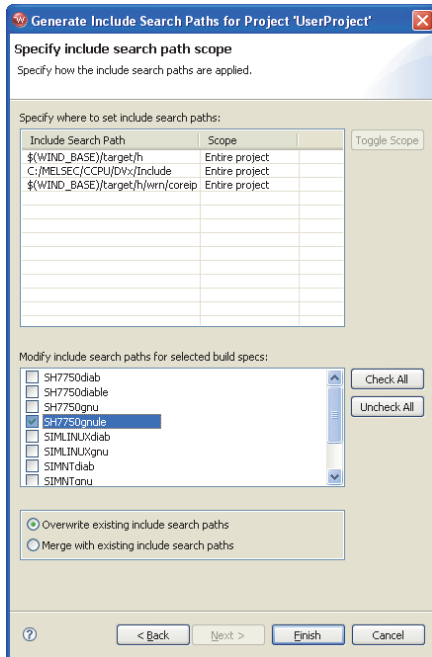 Generate Include Search Paths for Project 'UserProject'
Specify include search path scope
Specify how the include search paths are applied.
Specify where to set include search paths:
Include Search Path Scope
Toggle Scope
$(WIND_BASE)/target/h Entire project
C:/MELSEC/CCPU/DVx/Include Entire project
$(WIND_BASE)/target/h/wrn/coreip Entire project
Modify include search paths for selected build specs:
SH7750diab
Check All
SH7750diable
SH7750gnu
Uncheck All
SH7750gnule
SIMLINUXdiab
SIMLINUXgnu
SIMNTdiab
SIMNTgnu
Overwrite existing include search paths
Merge with existing include search paths
? < Back Next > Finish Cancel